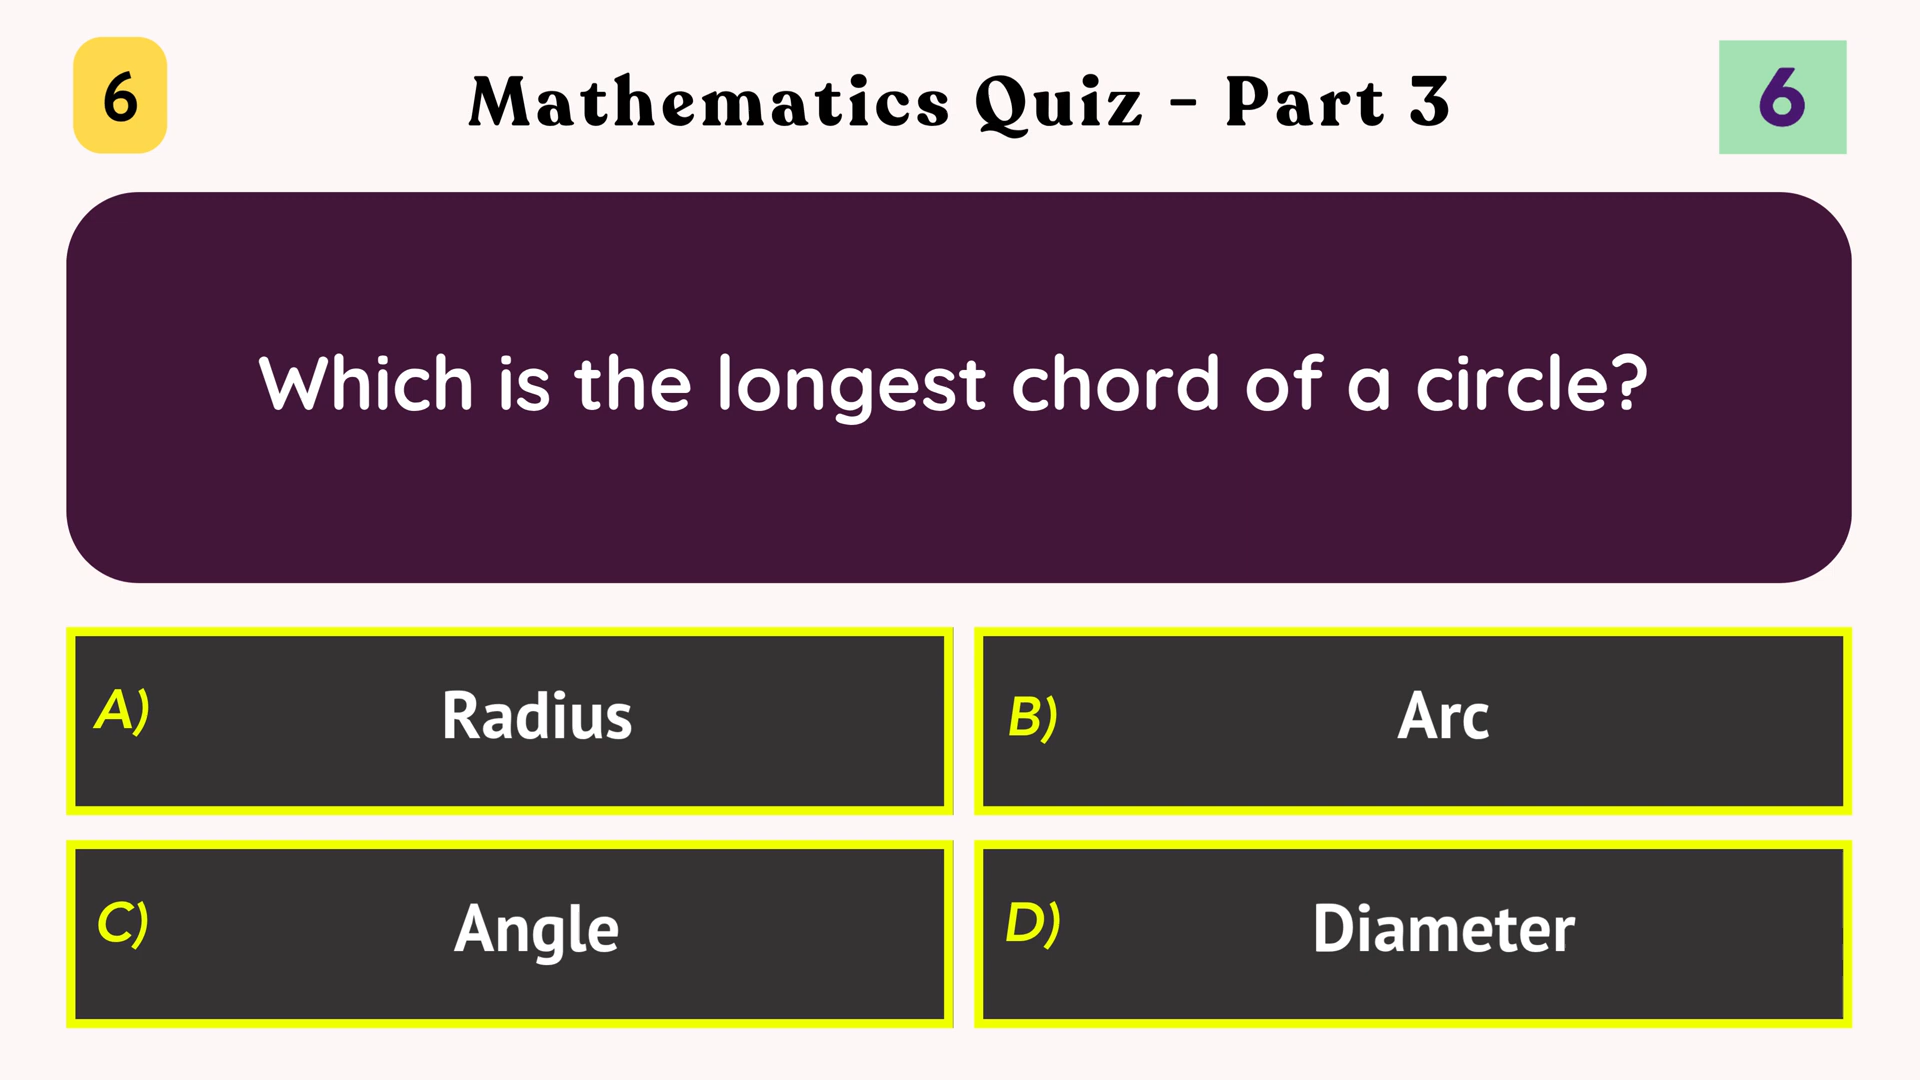 6
Mathematics Quiz - Part 3
6
Which is the longest chord of a circle?
A) Radius
B) Arc
C) Angle
D) Diameter